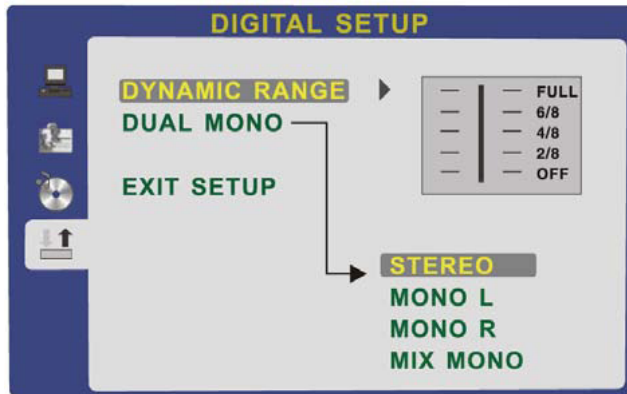 DIGITAL SETUP
DYNAMIC RANGE
DUAL MONO
EXIT SETUP
FULL
6/8
4/8
2/8
OFF
STEREO
MONO L
MONO R
MIX MONO